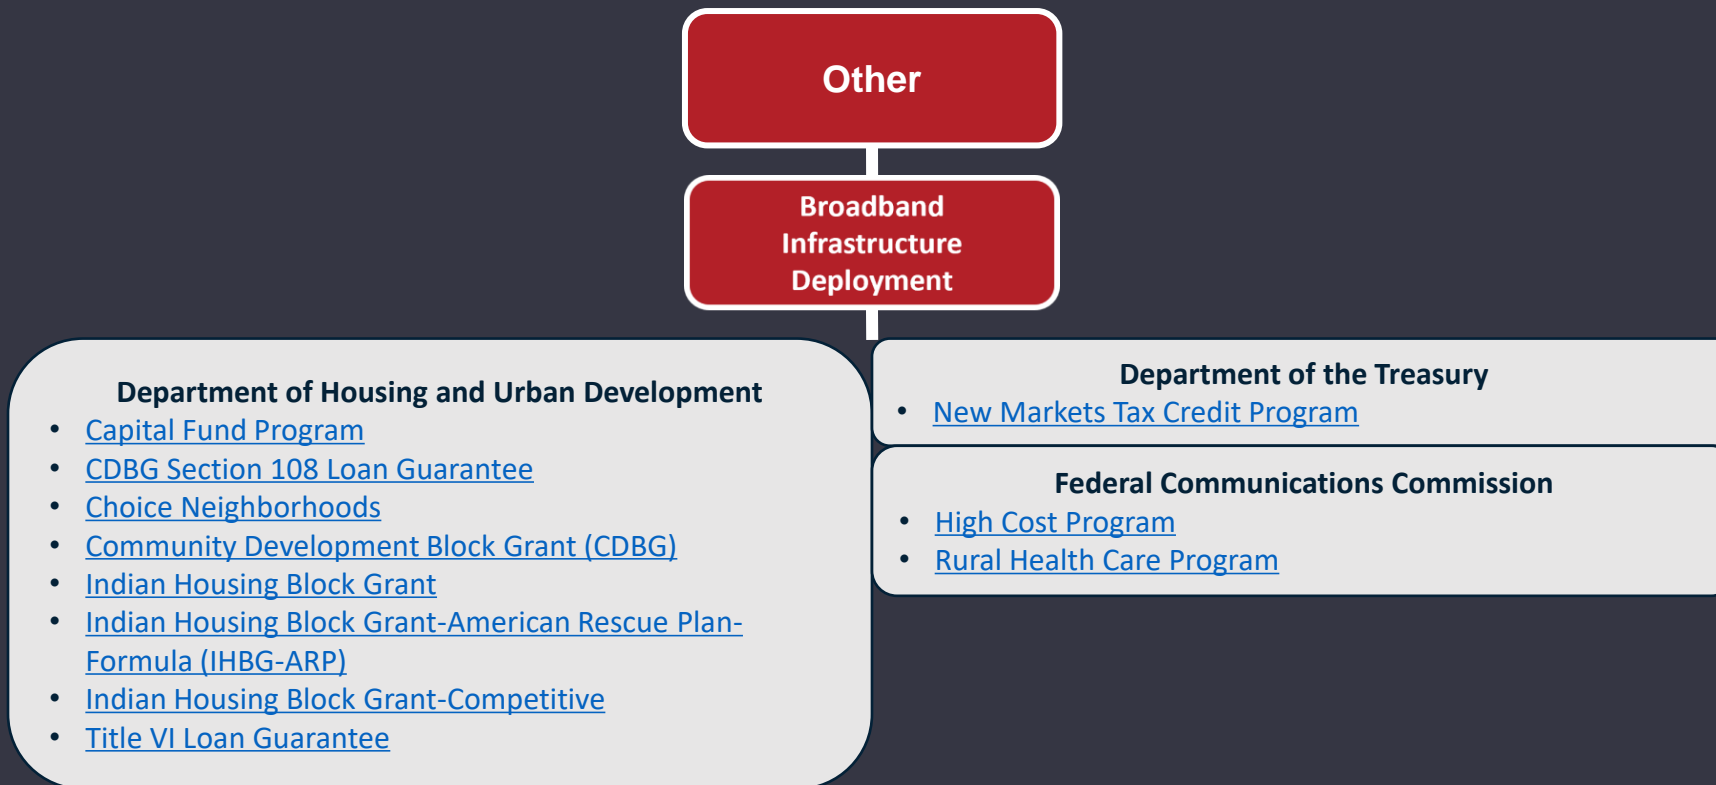 Other
Broadband
Infrastructure
Deployment
Department of Housing and Urban Development
• Capital Fund Program
• CDBG Section 108 Loan Guarantee
• Choice Neighborhoods
• Community Development Block Grant (CDBG)
• Indian Housing Block Grant
• Indian Housing Block Grant-American Rescue Plan-
Formula (IHBG-ARP)
• Indian Housing Block Grant-Competitive
• Title VI Loan Guarantee
Department of the Treasury
• New Markets Tax Credit Program
Federal Communications Commission
• High Cost Program
• Rural Health Care Program